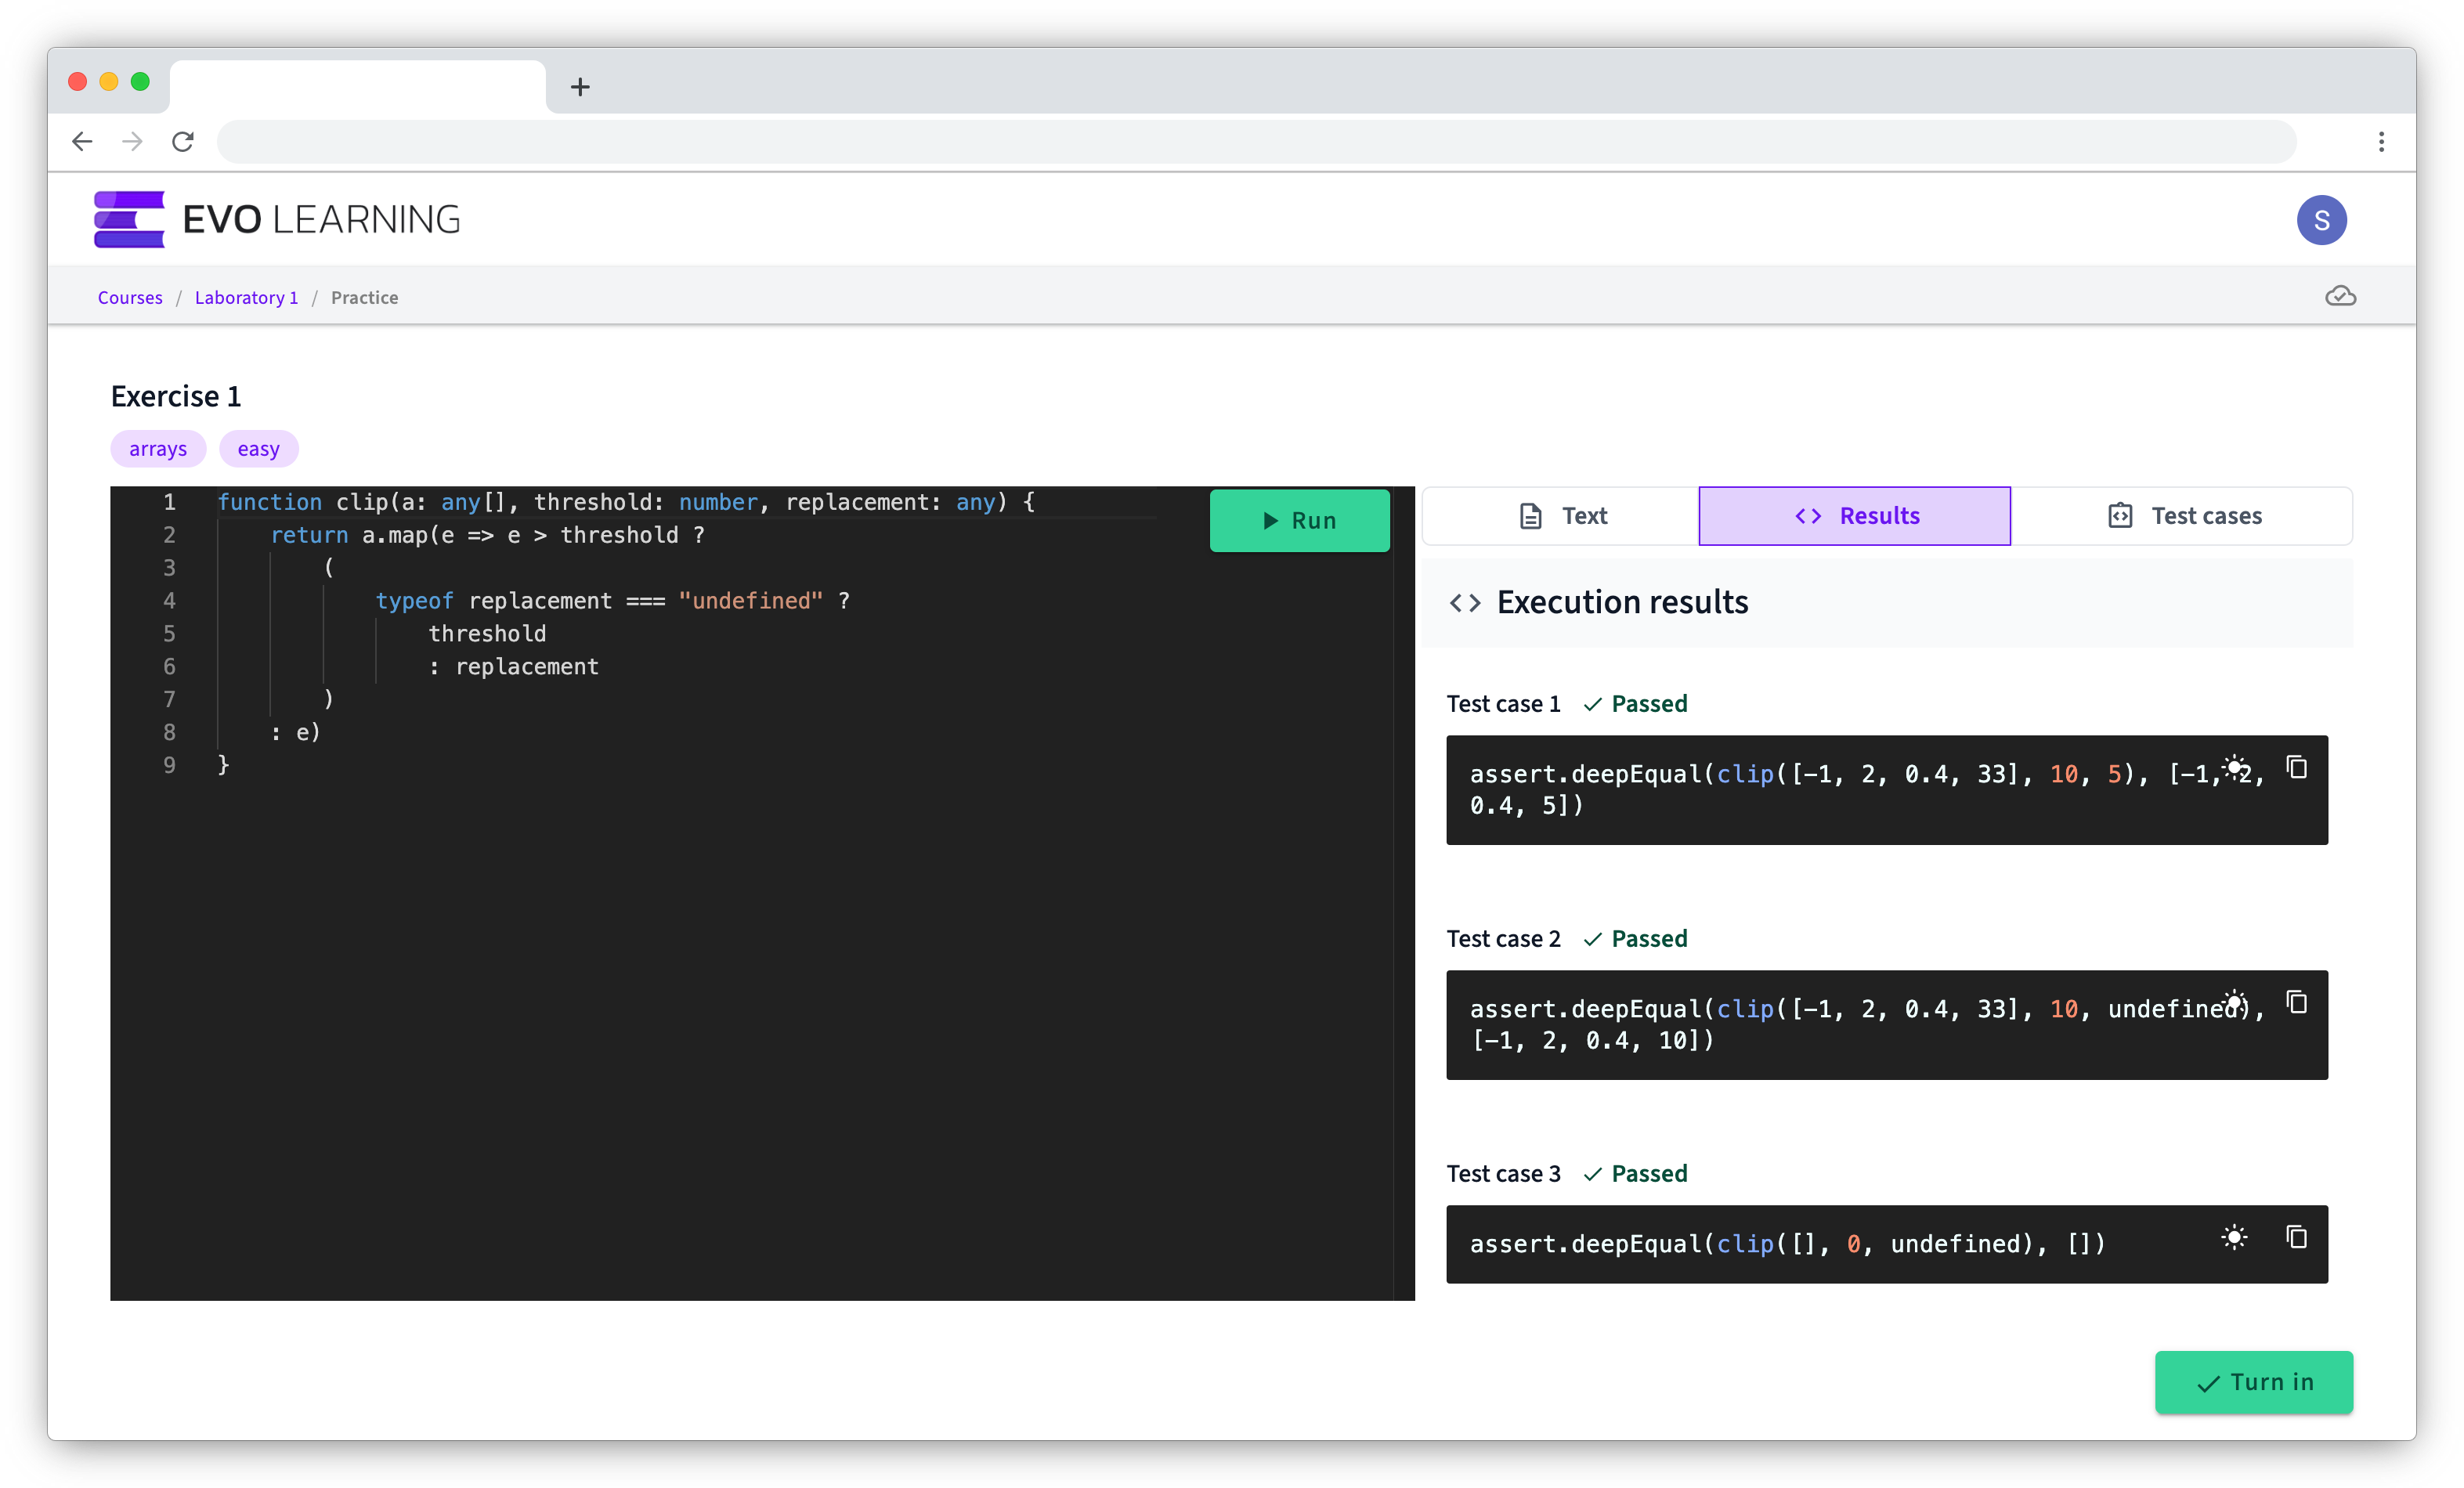 EVO LEARNING
S
Courses / Laboratory 1 / Practice
Exercise 1
arrays easy
1 function clip(a: any[], threshold: number, replacement: any) {
2 return a.map(e => e > threshold ?
3 (
4 typeof replacement === "undefined" ?
5 threshold
6 : replacement
7 )
8 : e)
9 }
Run
Text Results Test cases
Execution results
Test case 1 Passed
assert.deepEqual(clip([-1, 2, 0.4, 33], 10, 5), [-1, 2,
0.4, 5])
Test case 2 Passed
assert.deepEqual(clip([-1, 2, 0.4, 33], 10, undefined),
[-1, 2, 0.4, 10])
Test case 3 Passed
assert.deepEqual(clip([], 0, undefined), [])
Turn in